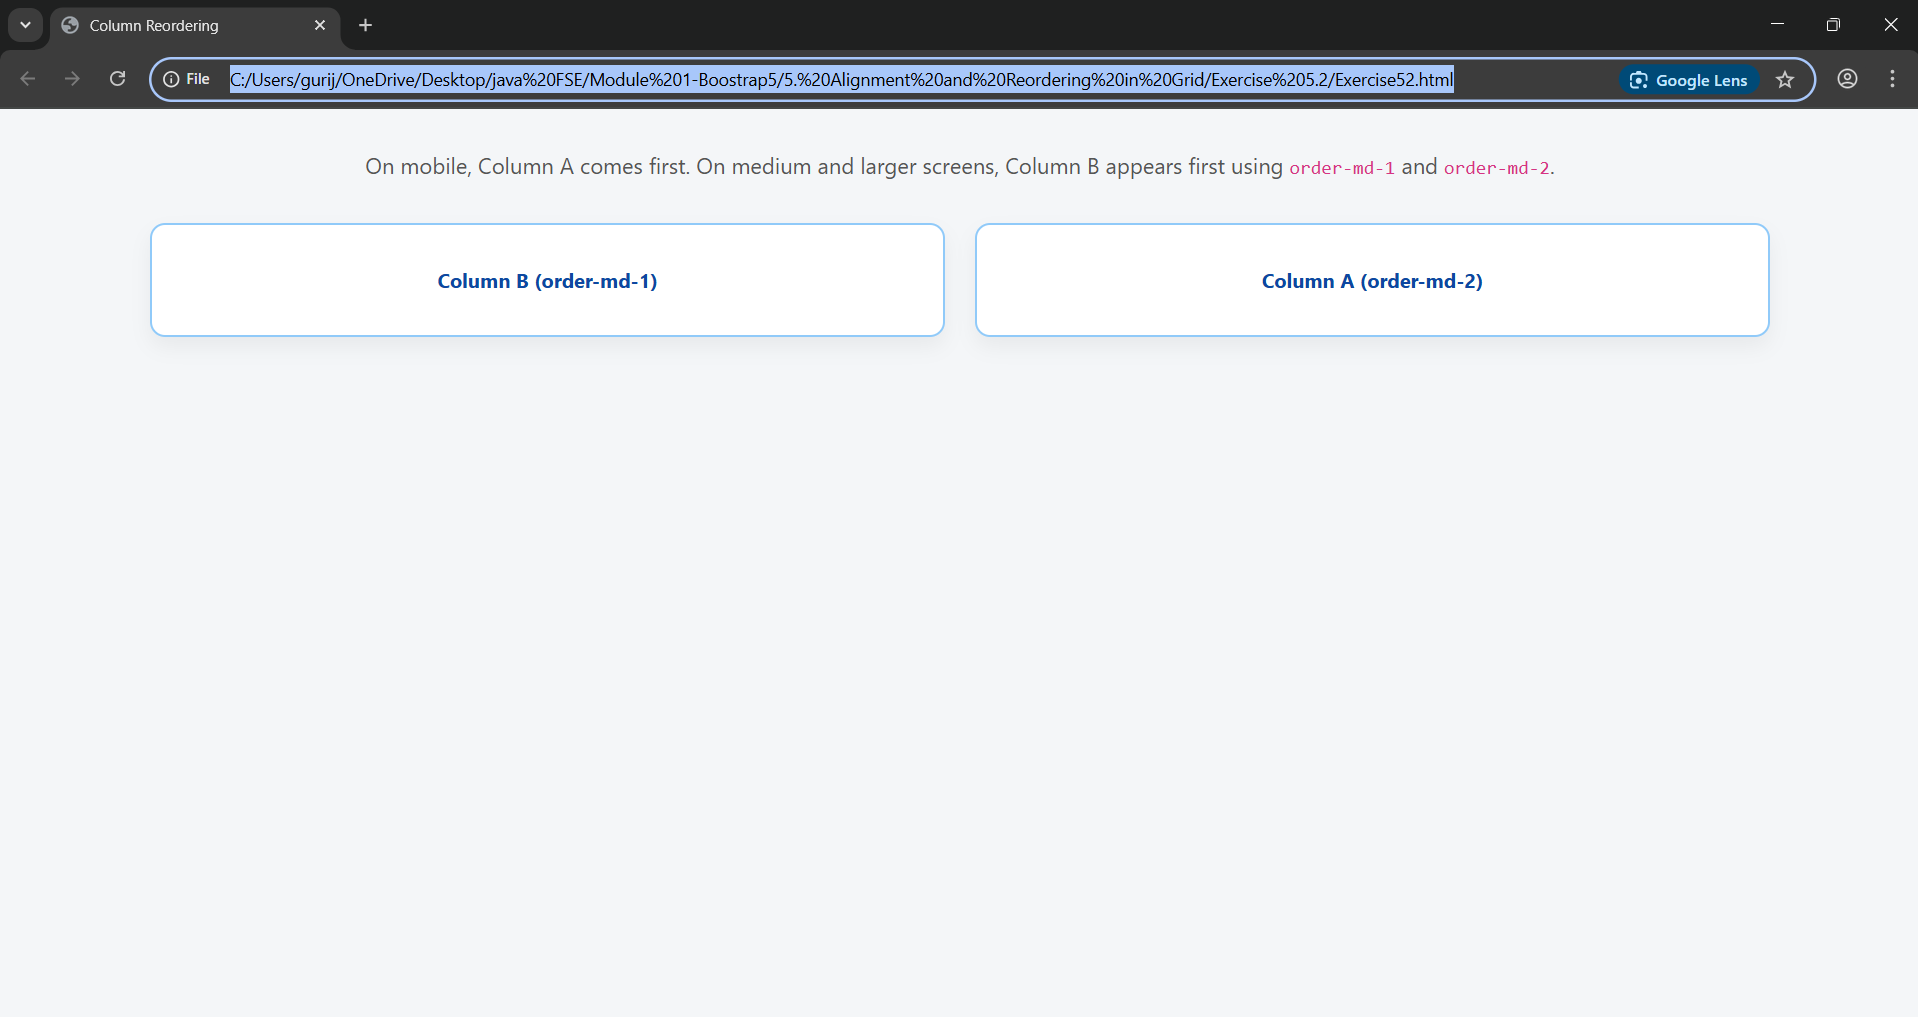 Column Reordering
File
C:/Users/gurij/OneDrive/Desktop/java%20FSE/Module%201-Boostrap5/5.%20Alignment%20and%20Reordering%20in%20Grid/Exercise%205.2/Exercise52.html
Google Lens
On mobile, Column A comes first. On medium and larger screens, Column B appears first using order-md-1 and order-md-2.
Column B (order-md-1)
Column A (order-md-2)